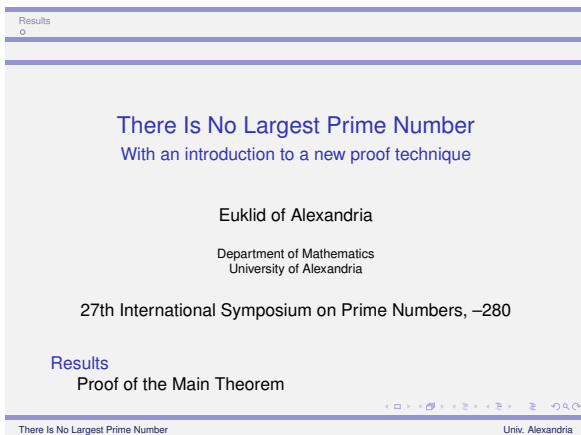 Results
There Is No Largest Prime Number
With an introduction to a new proof technique
Euklid of Alexandria
Department of Mathematics
University of Alexandria
27th International Symposium on Prime Numbers, –280
Results
Proof of the Main Theorem
There Is No Largest Prime Number
Univ. Alexandria